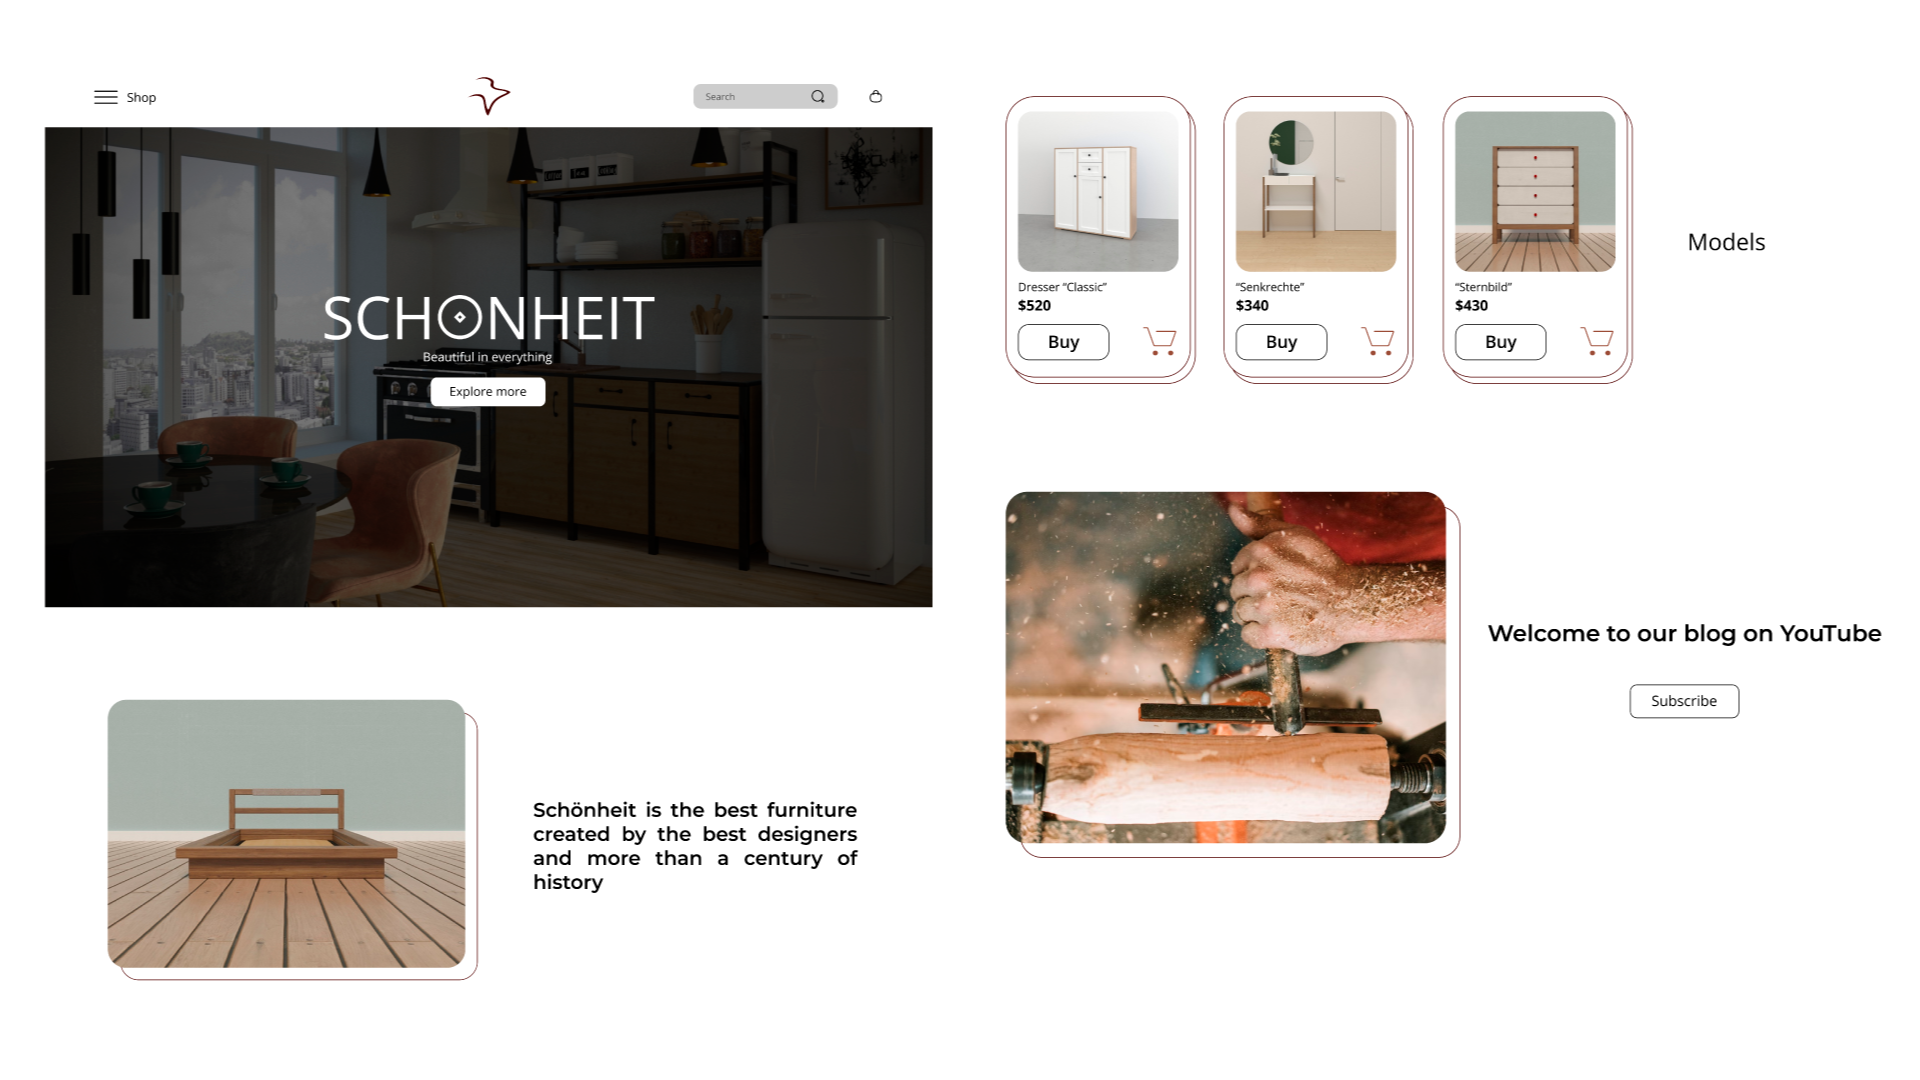 Shop
Search
SCHONHEIT
Beautiful in everything
Explore more
Schönheit is the best furniture
created by the best designers
and more than a century of
history
Dresser “Classic”
$520
Buy
“Senkrechte”
$340
Buy
“Sternbild”
$430
Buy
Models
Welcome to our blog on YouTube
Subscribe